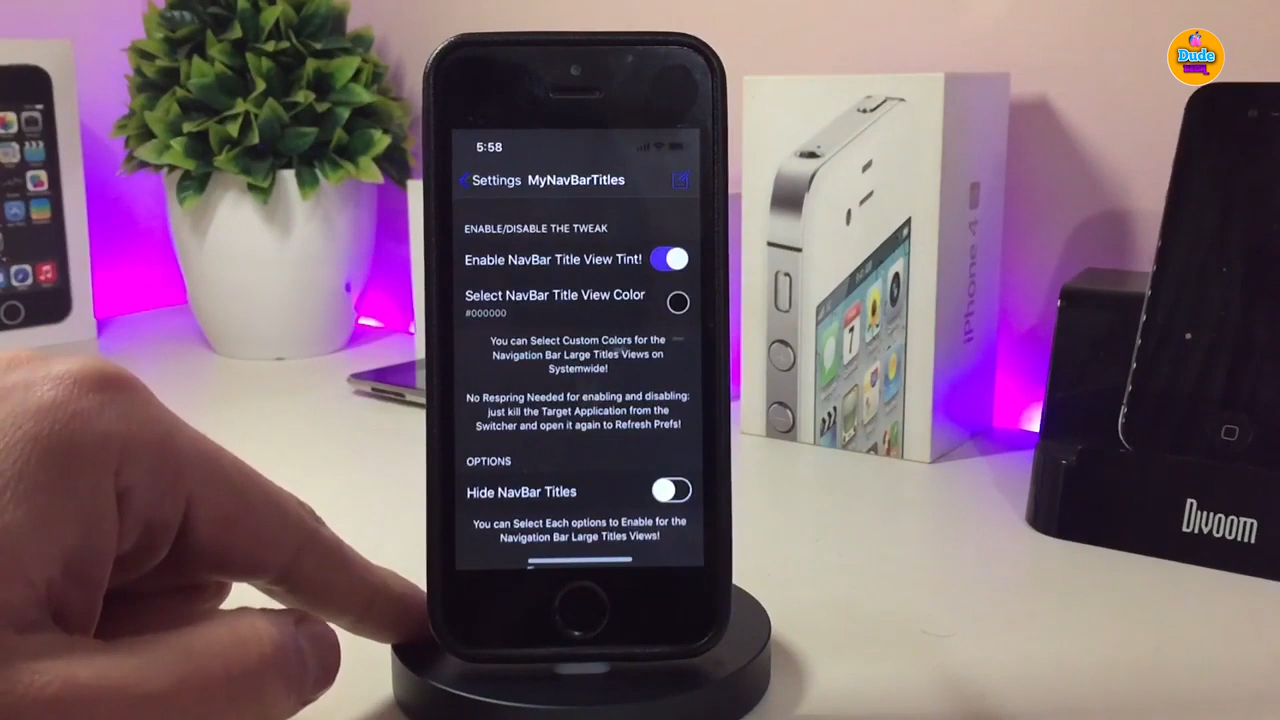 Dude
5:58
Settings MyNavBarTitles
ENABLE/DISABLE THE TWEAK
Enable NavBar Title View Tint!
Select NavBar Title View Color
#000000
You can Select Custom Colors for the
Navigation Bar Large Titles Views on
Systemwide!
No Respring Needed for enabling and disabling:
just kill the Target Application from the
Switcher and open it again to Refresh Prefs!
OPTIONS
Hide NavBar Titles
You can Select Each options to Enable for the
Navigation Bar Large Titles Views!
iPhone 4
7
Divoom